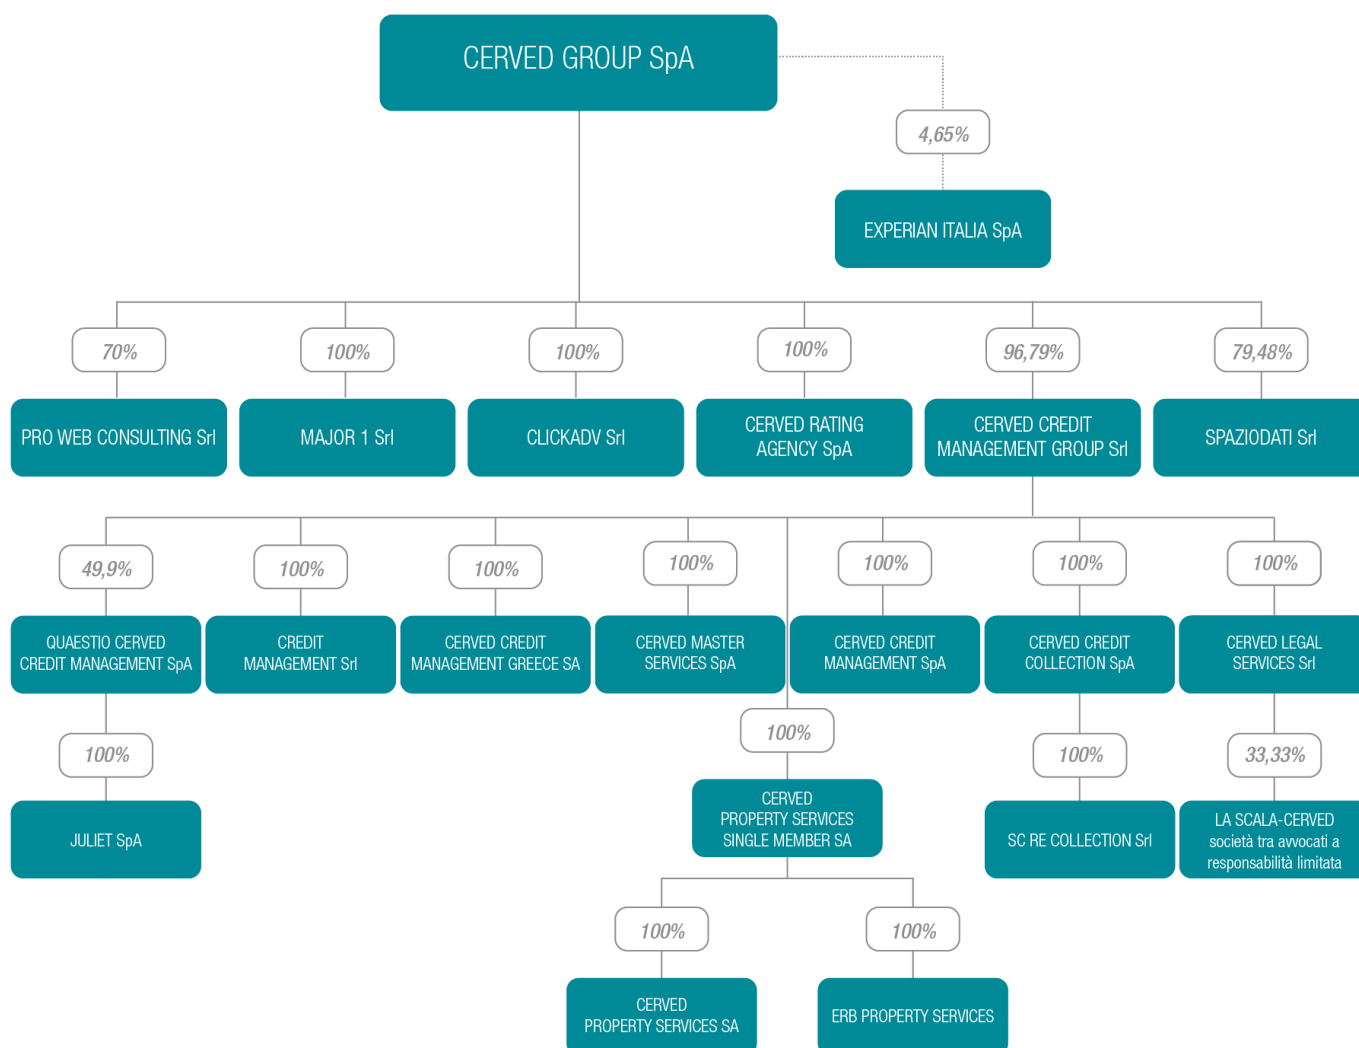 CERVED GROUP SpA
4,65%
EXPERIAN ITALIA SpA
70%
100%
100%
100%
96,79%
79,48%
PRO WEB CONSULTING Srl
MAJOR 1 Srl
CLICKADV Srl
CERVED RATING
AGENCY SpA
CERVED CREDIT
MANAGEMENT GROUP Srl
SPAZIODATI Srl
49,9%
100%
100%
100%
100%
100%
100%
QUAESTIO CERVED
CREDIT MANAGEMENT SpA
CREDIT
MANAGEMENT Srl
CERVED CREDIT
MANAGEMENT GREECE SA
CERVED MASTER
SERVICES SpA
CERVED CREDIT
MANAGEMENT SpA
CERVED CREDIT
COLLECTION SpA
CERVED LEGAL
SERVICES Srl
100%
100%
100%
33,33%
JULIET SpA
CERVED
PROPERTY SERVICES
SINGLE MEMBER SA
SC RE COLLECTION Srl
LA SCALA-CERVED
società tra avvocati a
responsabilità limitata
100%
100%
CERVED
PROPERTY SERVICES SA
ERB PROPERTY SERVICES